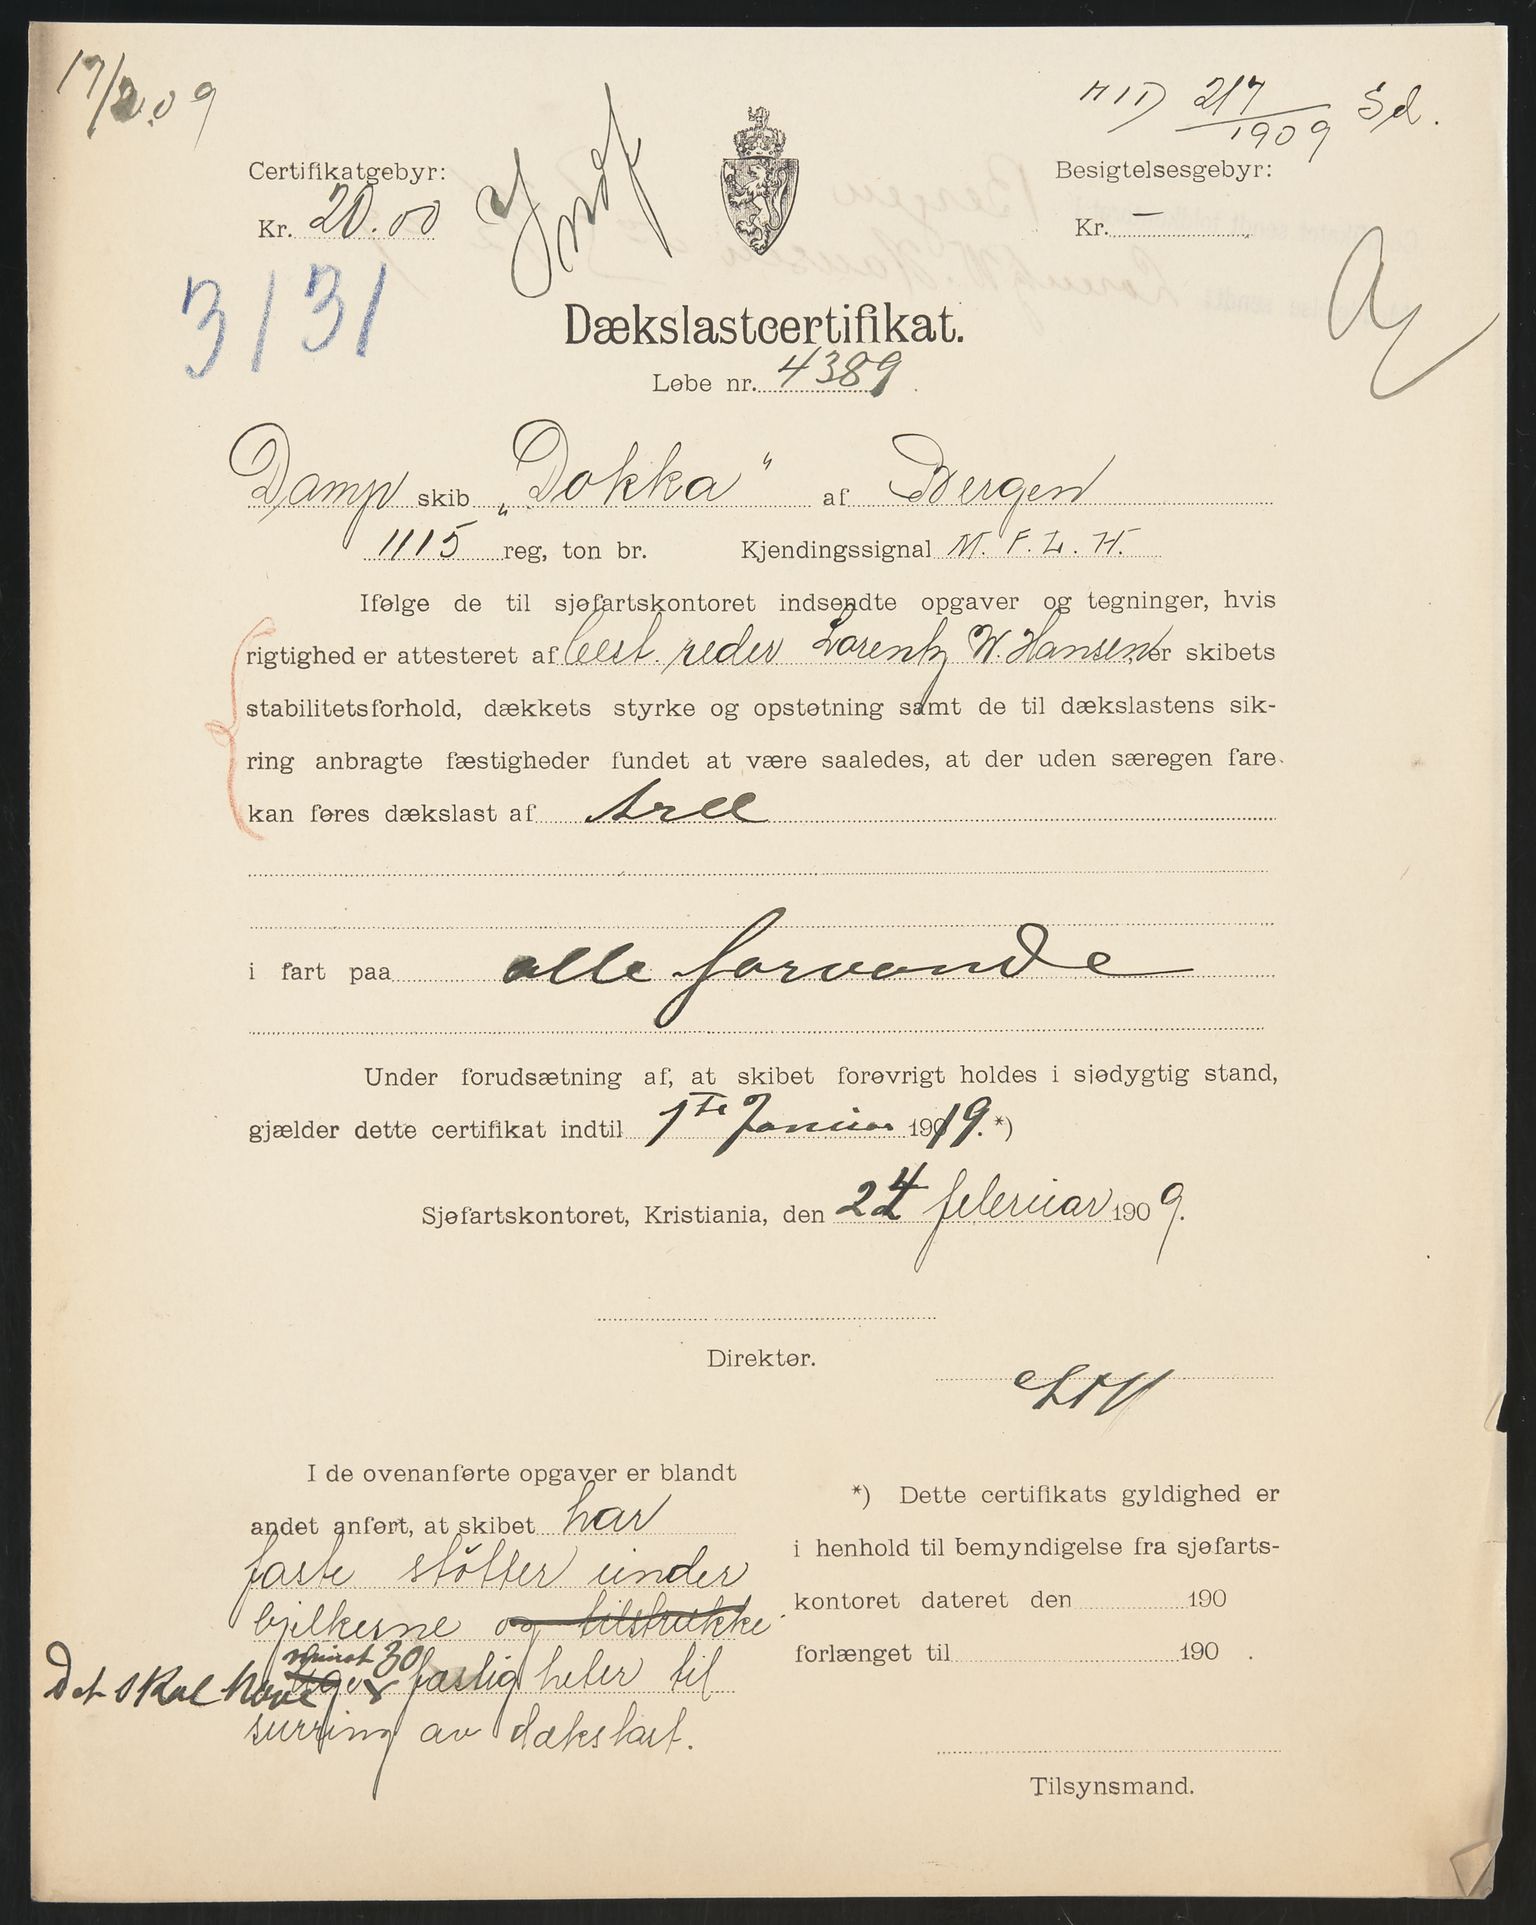 17/2.09
217/1909 Sd.
Certifikatgebyr:
Besigtelsesgebyr:
Kr. 20.00
Kr. —
Indf
3131
Dækslastcertifikat.
Løbe nr. 4389.
Damp skib „Dokka“ af Bergen
1115 reg, ton br. Kjendingssignal M. F. L. H.
Ifølge de til sjøfartskontoret indsendte opgaver og tegninger, hvis
rigtighed er attesteret af best. reder Lorentz W. Hansen er skibets
stabilitetsforhold, dækkets styrke og opstøtning samt de til dækslastens sik-
ring anbragte fæstigheder fundet at være saaledes, at der uden særegen fare
kan føres dækslast af træ
i fart paa alle farvande
Under forudsætning af, at skibet forøvrigt holdes i sjødygtig stand,
gjælder dette certifikat indtil 1ste Januar 1919.*)
Sjøfartskontoret, Kristiania, den 24 februar 1909.
Direktør.
I de ovenanførte opgaver er blandt
andet anført, at skibet har
faste støtter under
bjelkerne og tilstrække-
Det skal have minst 30
lige fastigheter til
surring av dækslast.
*) Dette certifikats gyldighed er
i henhold til bemyndigelse fra sjøfarts-
kontoret dateret den 190
forlænget til 190 .
Tilsynsmand.